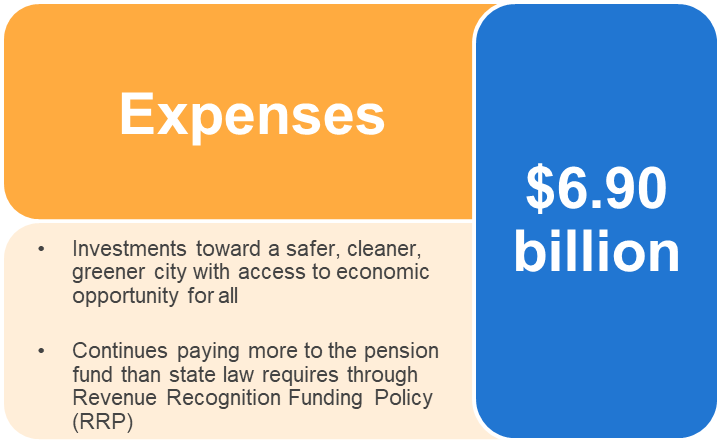 Expenses
$6.90
billion
• Investments toward a safer, cleaner,
greener city with access to economic
opportunity for all
• Continues paying more to the pension
fund than state law requires through
Revenue Recognition Funding Policy
(RRP)